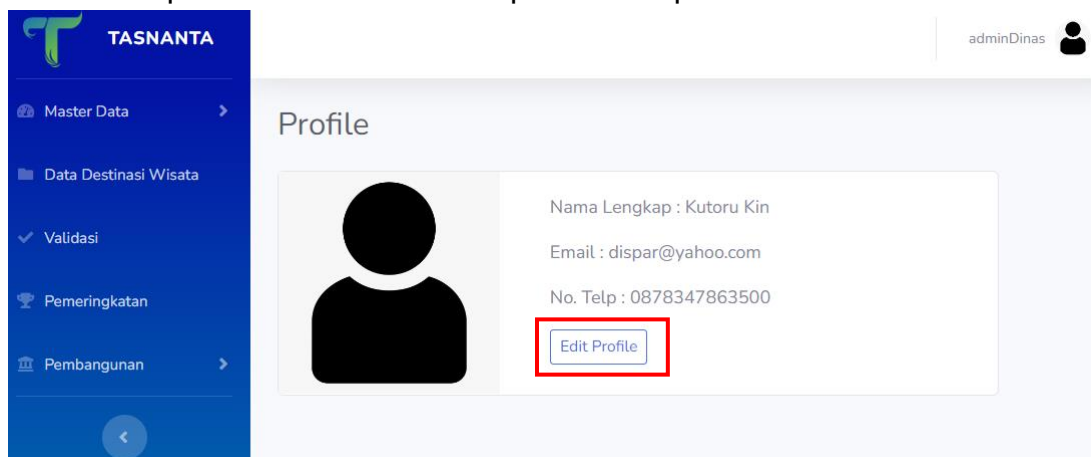 TASNANTA
adminDinas
Master Data
Data Destinasi Wisata
Validasi
Pemeringkatan
Pembangunan
Profile
Nama Lengkap : Kutoru Kin
Email : dispar@yahoo.com
No. Telp : 0878347863500
Edit Profile